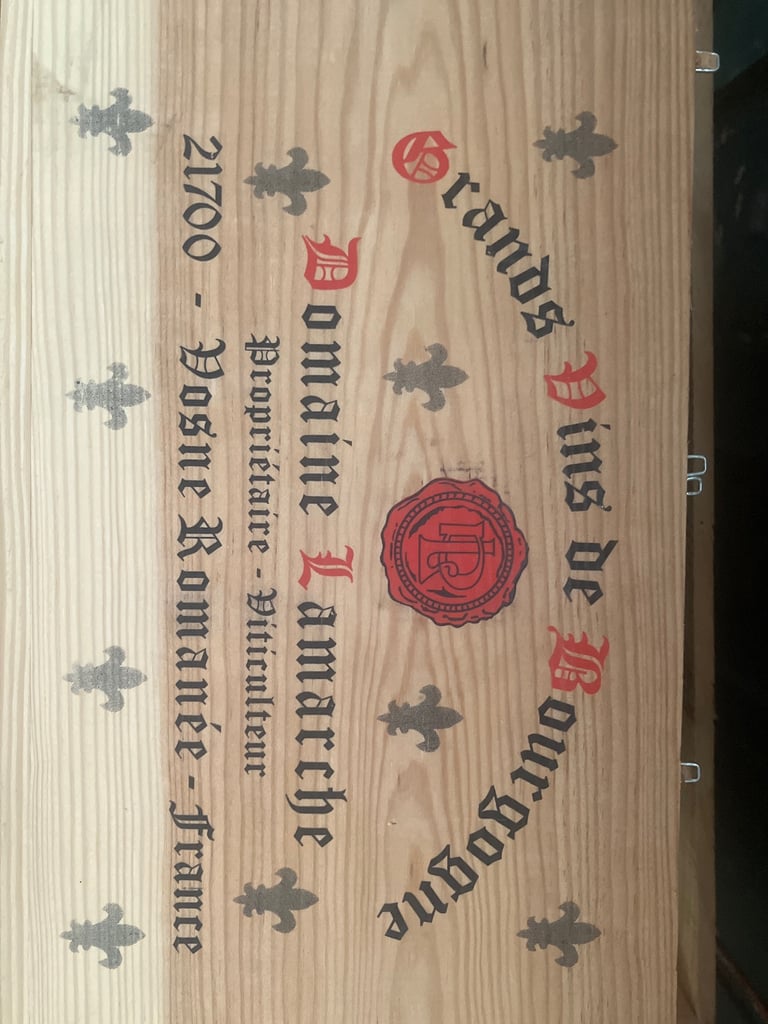 Grands Vins de Bourgogne
Domaine Lamarche
Propriétaire - Viticulteur
21700 - Vosne Romanée - France